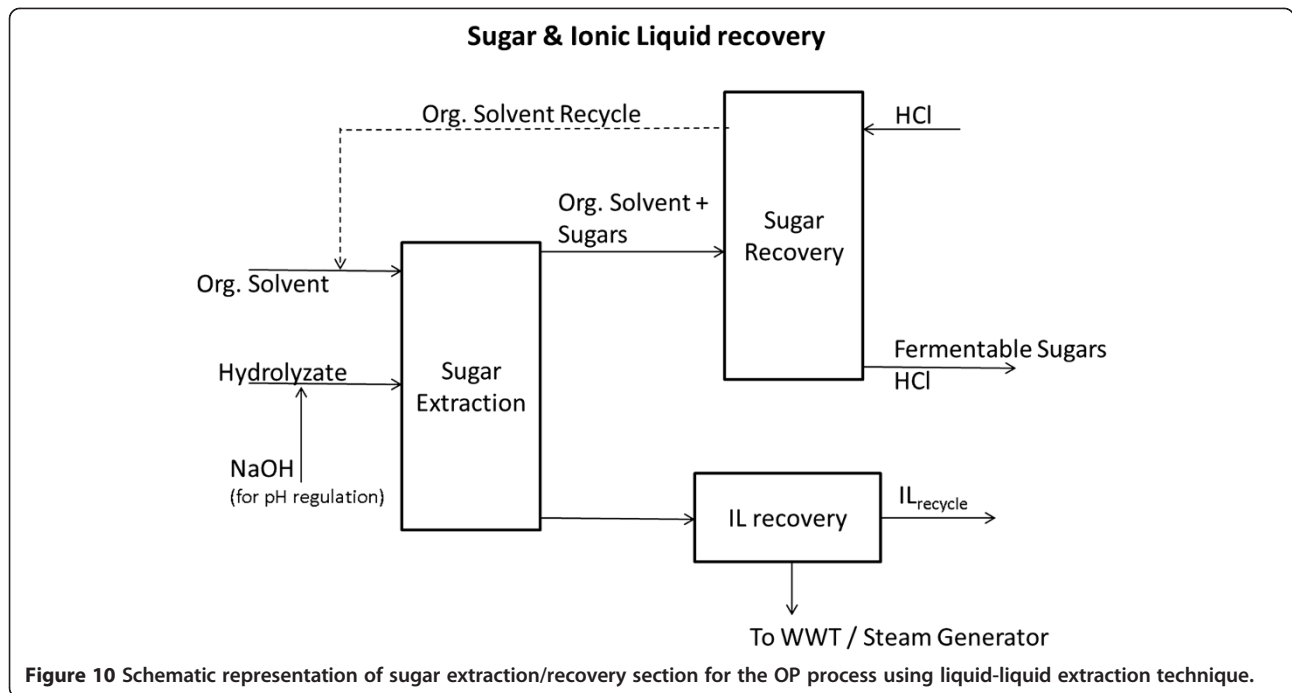 Sugar & Ionic Liquid recovery
Org. Solvent Recycle
HCl
Org. Solvent +
Sugars
Sugar
Recovery
Org. Solvent
Hydrolyzate
Sugar
Extraction
Fermentable Sugars
HCl
NaOH
(for pH regulation)
IL recovery
ILrecycle
To WWT / Steam Generator
Figure 10 Schematic representation of sugar extraction/recovery section for the OP process using liquid-liquid extraction technique.